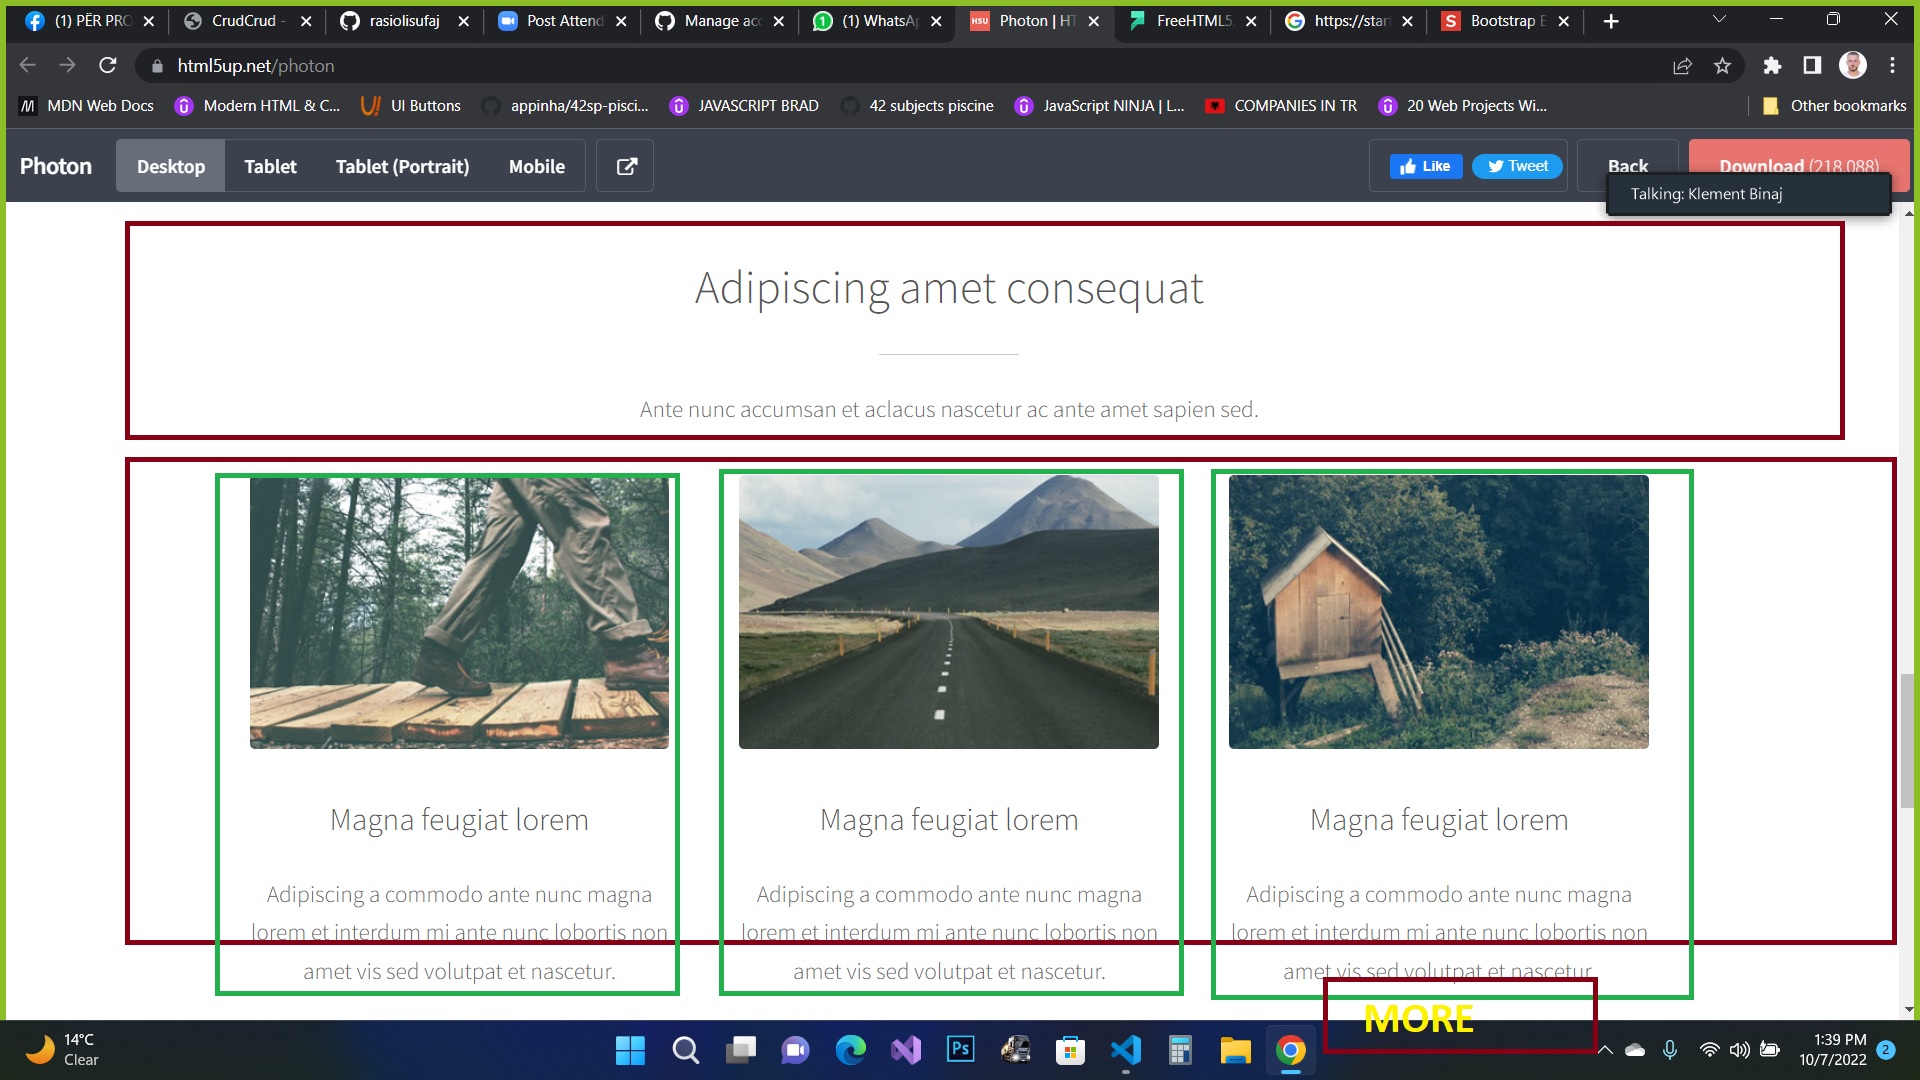 (1) PËR PRO
CrudCrud -
rasiolisufaj
Post Attend
Manage acc
(1) WhatsAp
HSU Photon | HT
FreeHTML5.
https://star
S Bootstrap E
html5up.net/photon
MDN Web Docs
Modern HTML & C...
UI Buttons
appinha/42sp-pisci...
JAVASCRIPT BRAD
42 subjects piscine
JavaScript NINJA | L...
COMPANIES IN TR
20 Web Projects Wi...
Other bookmarks
Photon
Desktop
Tablet
Tablet (Portrait)
Mobile
Like
Tweet
Back
Download (218,088)
Talking: Klement Binaj
Adipiscing amet consequat
Ante nunc accumsan et aclacus nascetur ac ante amet sapien sed.
Magna feugiat lorem
Adipiscing a commodo ante nunc magna
lorem et interdum mi ante nunc lobortis non
amet vis sed volutpat et nascetur.
Magna feugiat lorem
Adipiscing a commodo ante nunc magna
lorem et interdum mi ante nunc lobortis non
amet vis sed volutpat et nascetur.
Magna feugiat lorem
Adipiscing a commodo ante nunc magna
lorem et interdum mi ante nunc lobortis non
amet vis sed volutpat et nascetur.
MORE
14°C
Clear
Ps
1:39 PM
10/7/2022
2